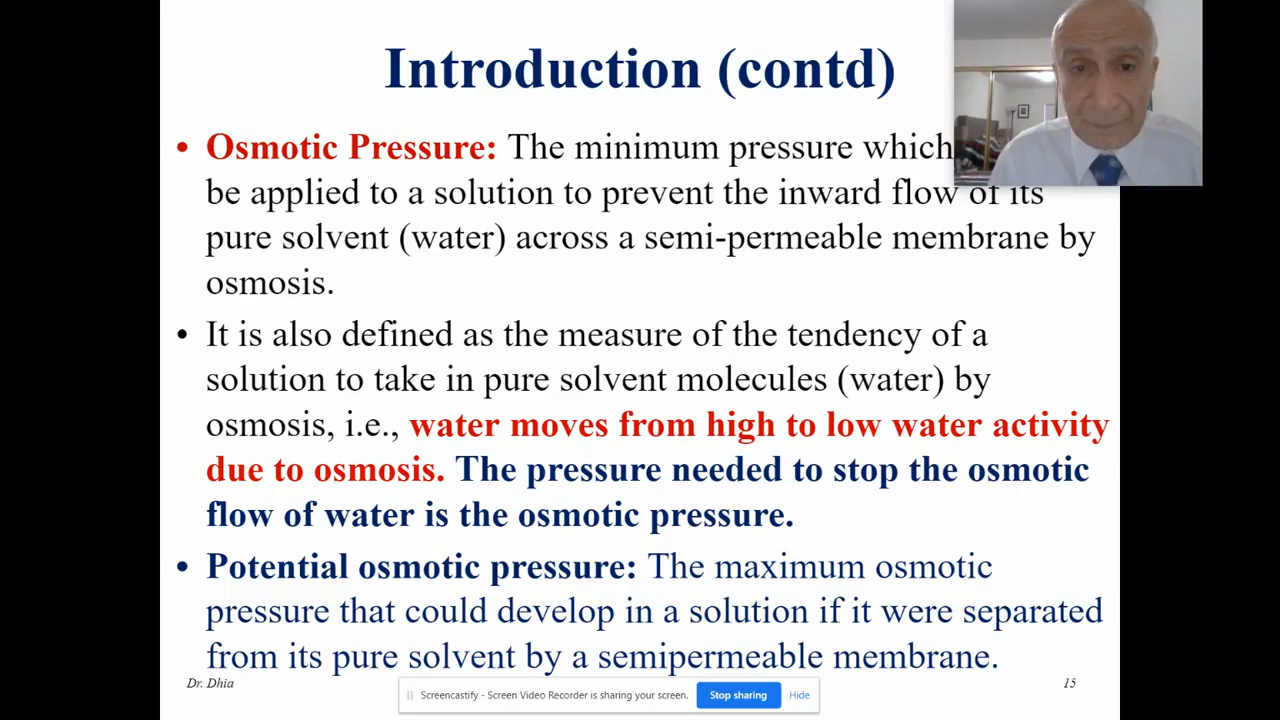 Introduction (contd)
• Osmotic Pressure: The minimum pressure which
be applied to a solution to prevent the inward flow of its
pure solvent (water) across a semi-permeable membrane by
osmosis.
• It is also defined as the measure of the tendency of a
solution to take in pure solvent molecules (water) by
osmosis, i.e., water moves from high to low water activity
due to osmosis. The pressure needed to stop the osmotic
flow of water is the osmotic pressure.
• Potential osmotic pressure: The maximum osmotic
pressure that could develop in a solution if it were separated
from its pure solvent by a semipermeable membrane.
Dr. Dhia
15
Screencastify - Screen Video Recorder is sharing your screen. Stop sharing Hide